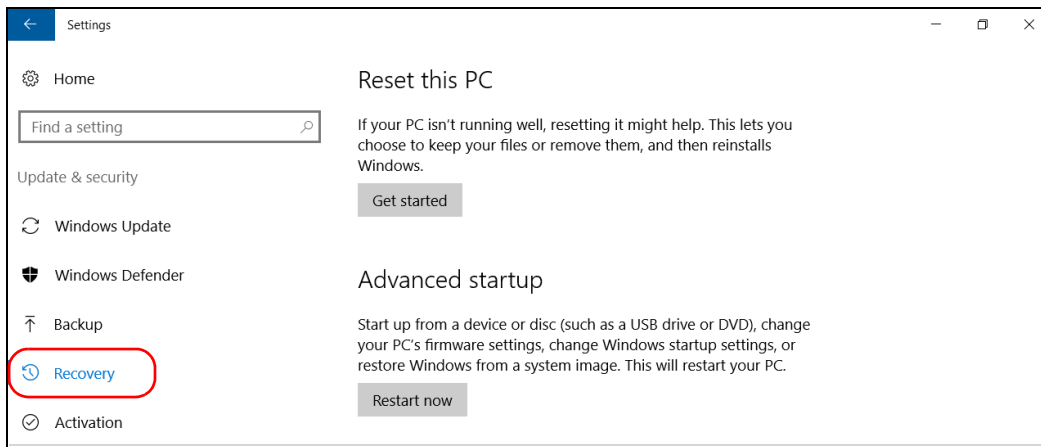 Settings
Home
Find a setting
Update & security
Windows Update
Windows Defender
Backup
Recovery
Activation
Reset this PC
If your PC isn't running well, resetting it might help. This lets you
choose to keep your files or remove them, and then reinstalls
Windows.
Get started
Advanced startup
Start up from a device or disc (such as a USB drive or DVD), change
your PC's firmware settings, change Windows startup settings, or
restore Windows from a system image. This will restart your PC.
Restart now